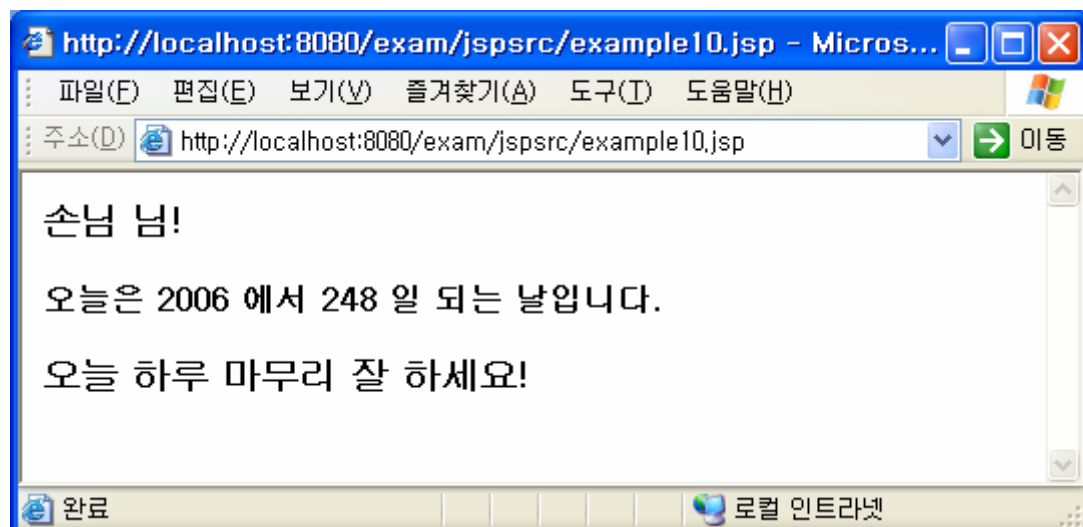 http://localhost:8080/exam/jspsrc/example10.jsp - Micros...
파일(F) 편집(E) 보기(V) 즐겨찾기(A) 도구(T) 도움말(H)
주소(D) http://localhost:8080/exam/jspsrc/example10.jsp 이동
손님 님!
오늘은 2006 에서 248 일 되는 날입니다.
오늘 하루 마무리 잘 하세요!
완료 로컬 인트라넷